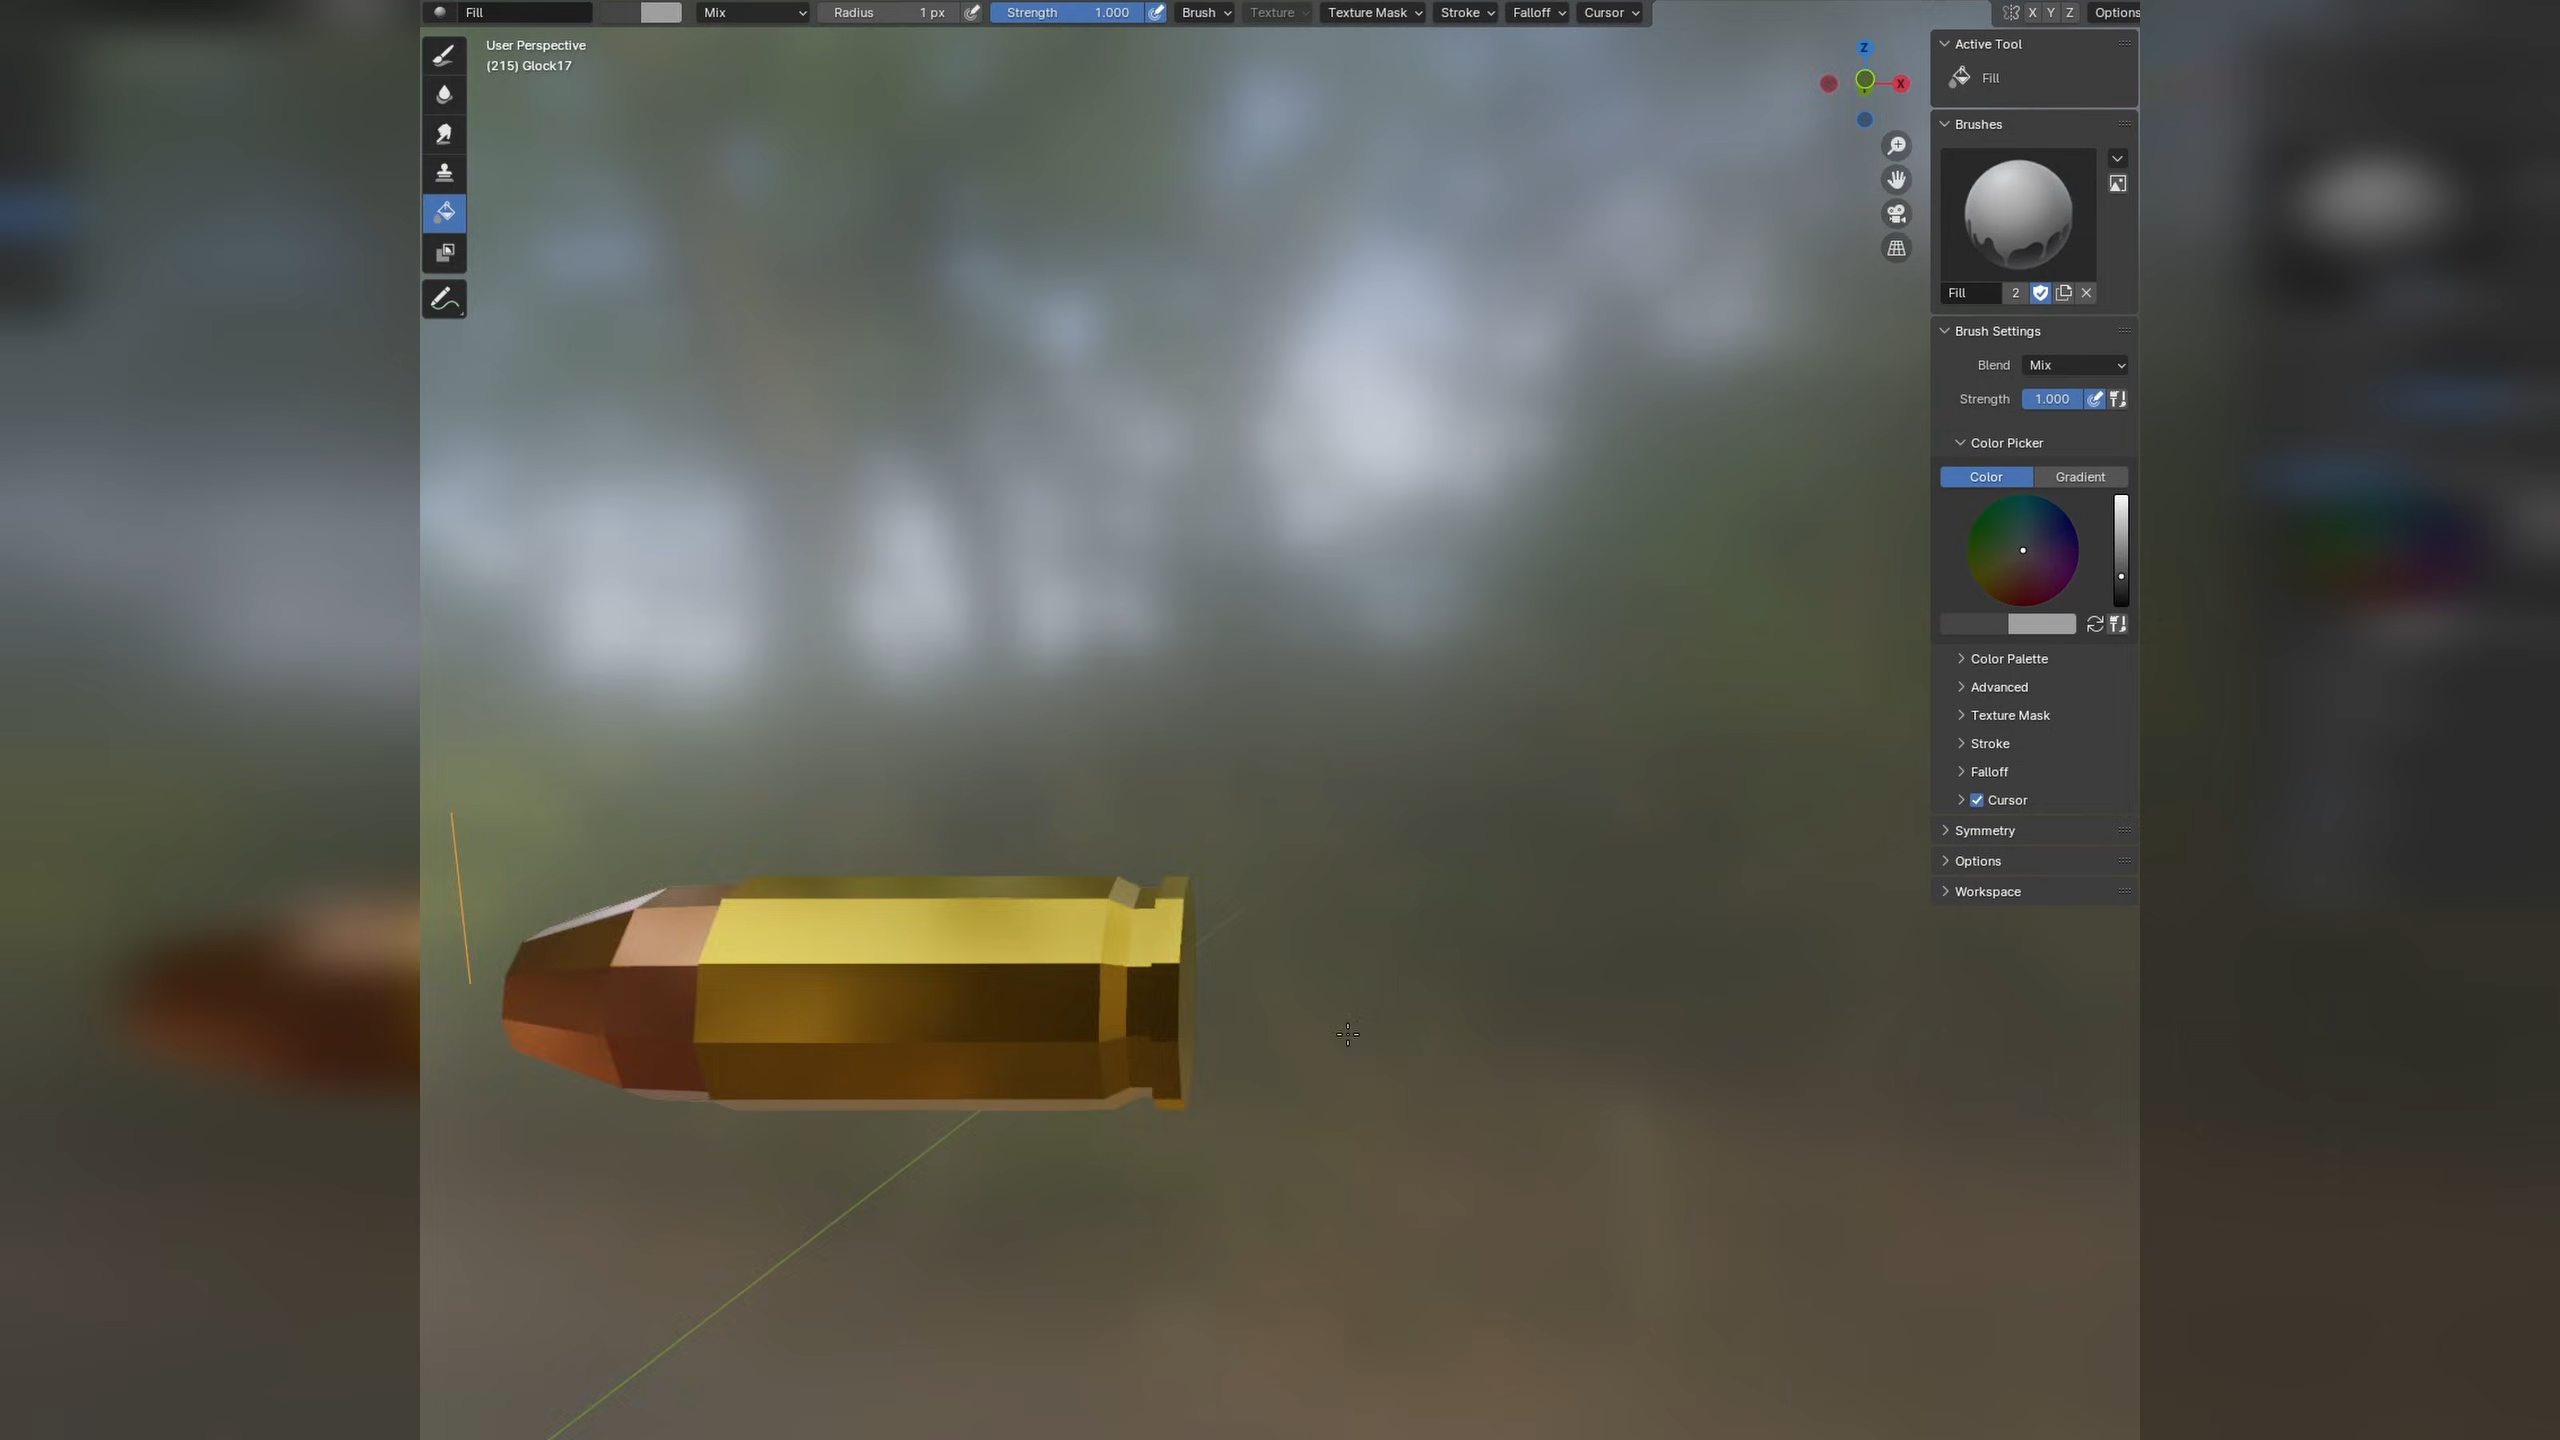 Fill Mix Radius 1 px Strength 1.000 Brush Texture Texture Mask Stroke Falloff Cursor X Y Z Options
User Perspective
(215) Glock17
Z
X
Active Tool
Fill
Brushes
Fill 2
Brush Settings
Blend Mix
Strength 1.000
Color Picker
Color Gradient
Color Palette
Advanced
Texture Mask
Stroke
Falloff
Cursor
Symmetry
Options
Workspace